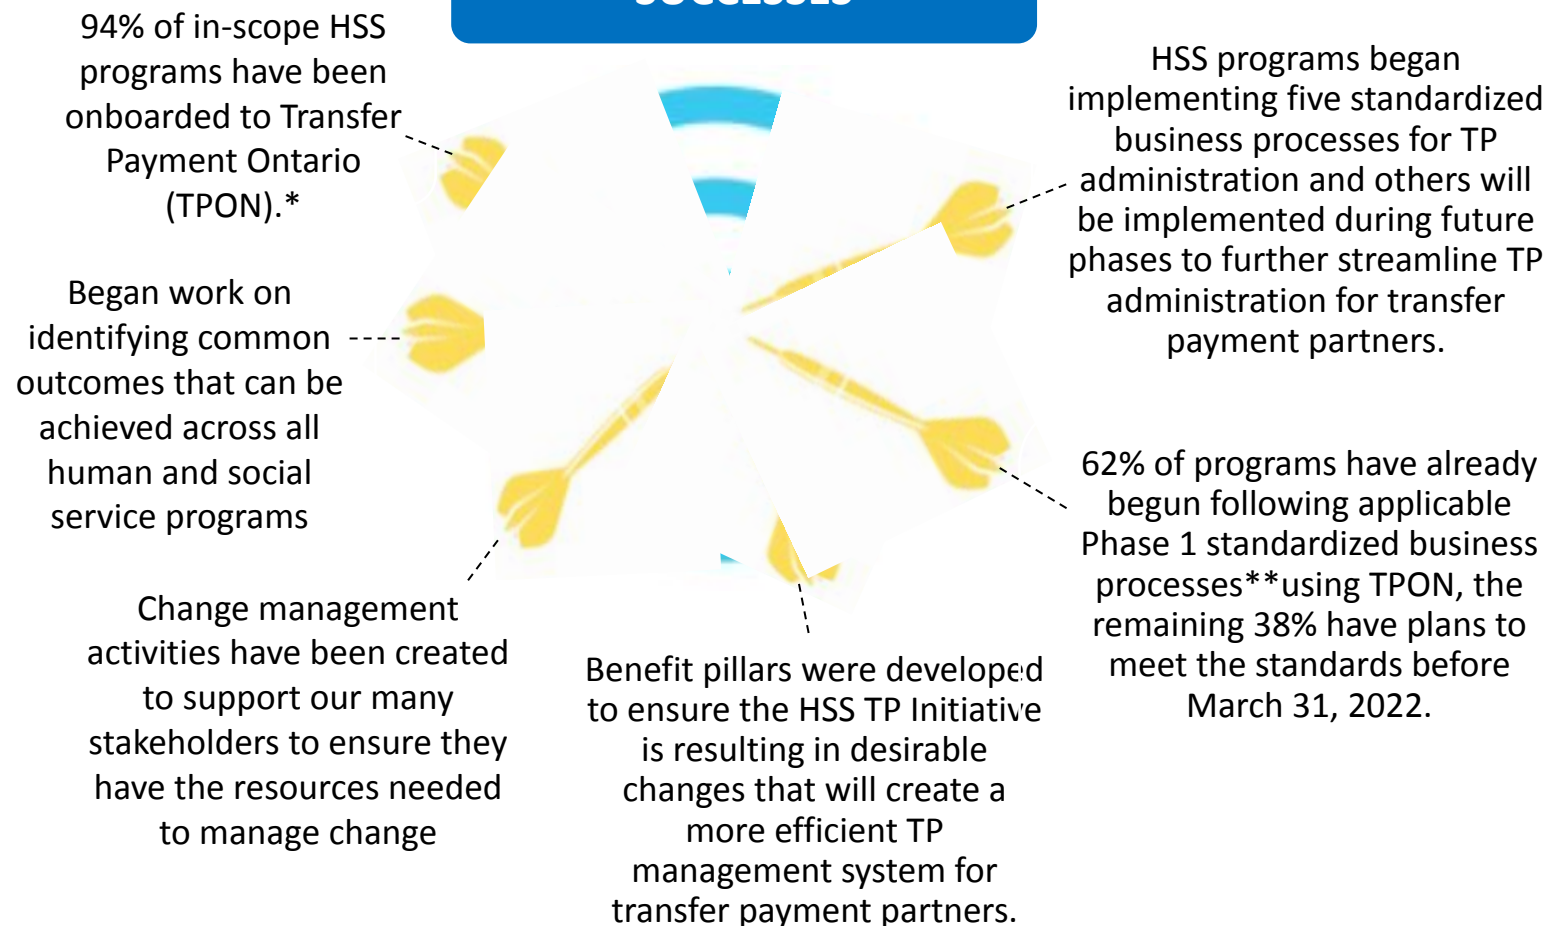 SUCCESSES
94% of in-scope HSS
programs have been
onboarded to Transfer
Payment Ontario
(TPON).*
Began work on
identifying common
outcomes that can be
achieved across all
human and social
service programs
Change management
activities have been created
to support our many
stakeholders to ensure they
have the resources needed
to manage change
Benefit pillars were developed
to ensure the HSS TP Initiative
is resulting in desirable
changes that will create a
more efficient TP
management system for
transfer payment partners.
HSS programs began
implementing five standardized
business processes for TP
administration and others will
be implemented during future
phases to further streamline TP
administration for transfer
payment partners.
62% of programs have already
begun following applicable
Phase 1 standardized business
processes**using TPON, the
remaining 38% have plans to
meet the standards before
March 31, 2022.